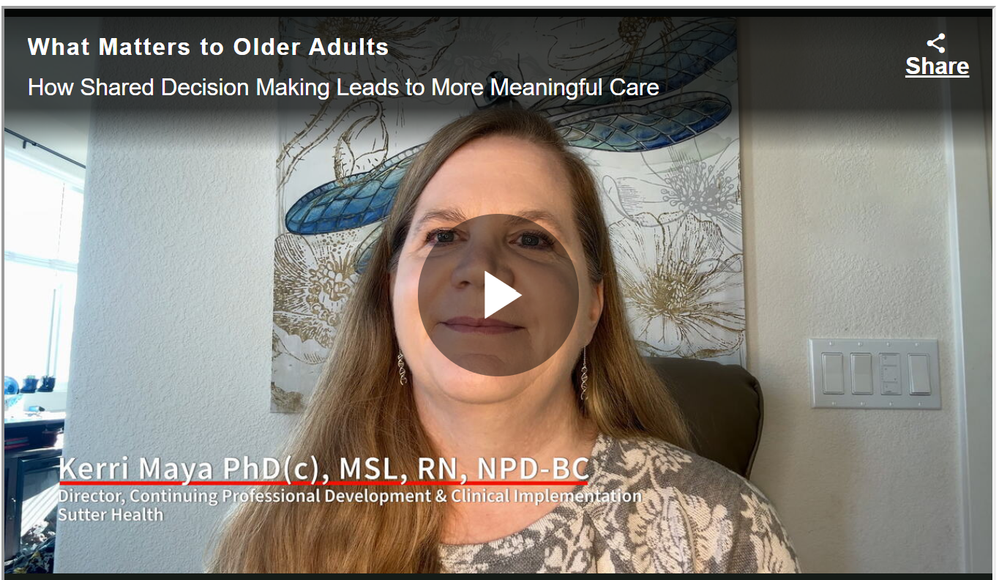 What Matters to Older Adults
Share
How Shared Decision Making Leads to More Meaningful Care
Kerri Maya PhD(c), MSL, RN, NPD-BC
Director, Continuing Professional Development & Clinical Implementation
Sutter Health